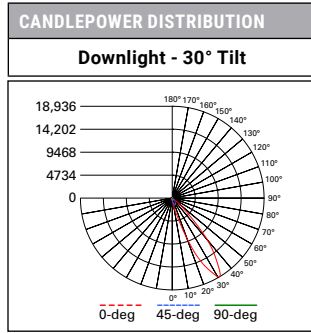 CANDLEPOWER DISTRIBUTION
Downlight - 30° Tilt
18,936
14,202
9468
4734
0
180° 170° 160° 150° 140° 130° 120° 110° 100° 90° 80° 70° 60° 50° 40° 30° 20° 10° 0°
0-deg 45-deg 90-deg